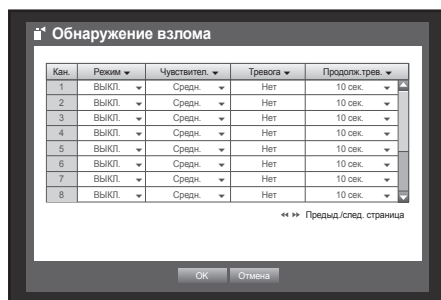 Обнаружение взлома
Кан. Режим Чувствител. Тревога Продолж.трев.
1 ВЫКЛ. Средн. Нет 10 сек.
2 ВЫКЛ. Средн. Нет 10 сек.
3 ВЫКЛ. Средн. Нет 10 сек.
4 ВЫКЛ. Средн. Нет 10 сек.
5 ВЫКЛ. Средн. Нет 10 сек.
6 ВЫКЛ. Средн. Нет 10 сек.
7 ВЫКЛ. Средн. Нет 10 сек.
8 ВЫКЛ. Средн. Нет 10 сек.
Предыд./след. страница
OK Отмена